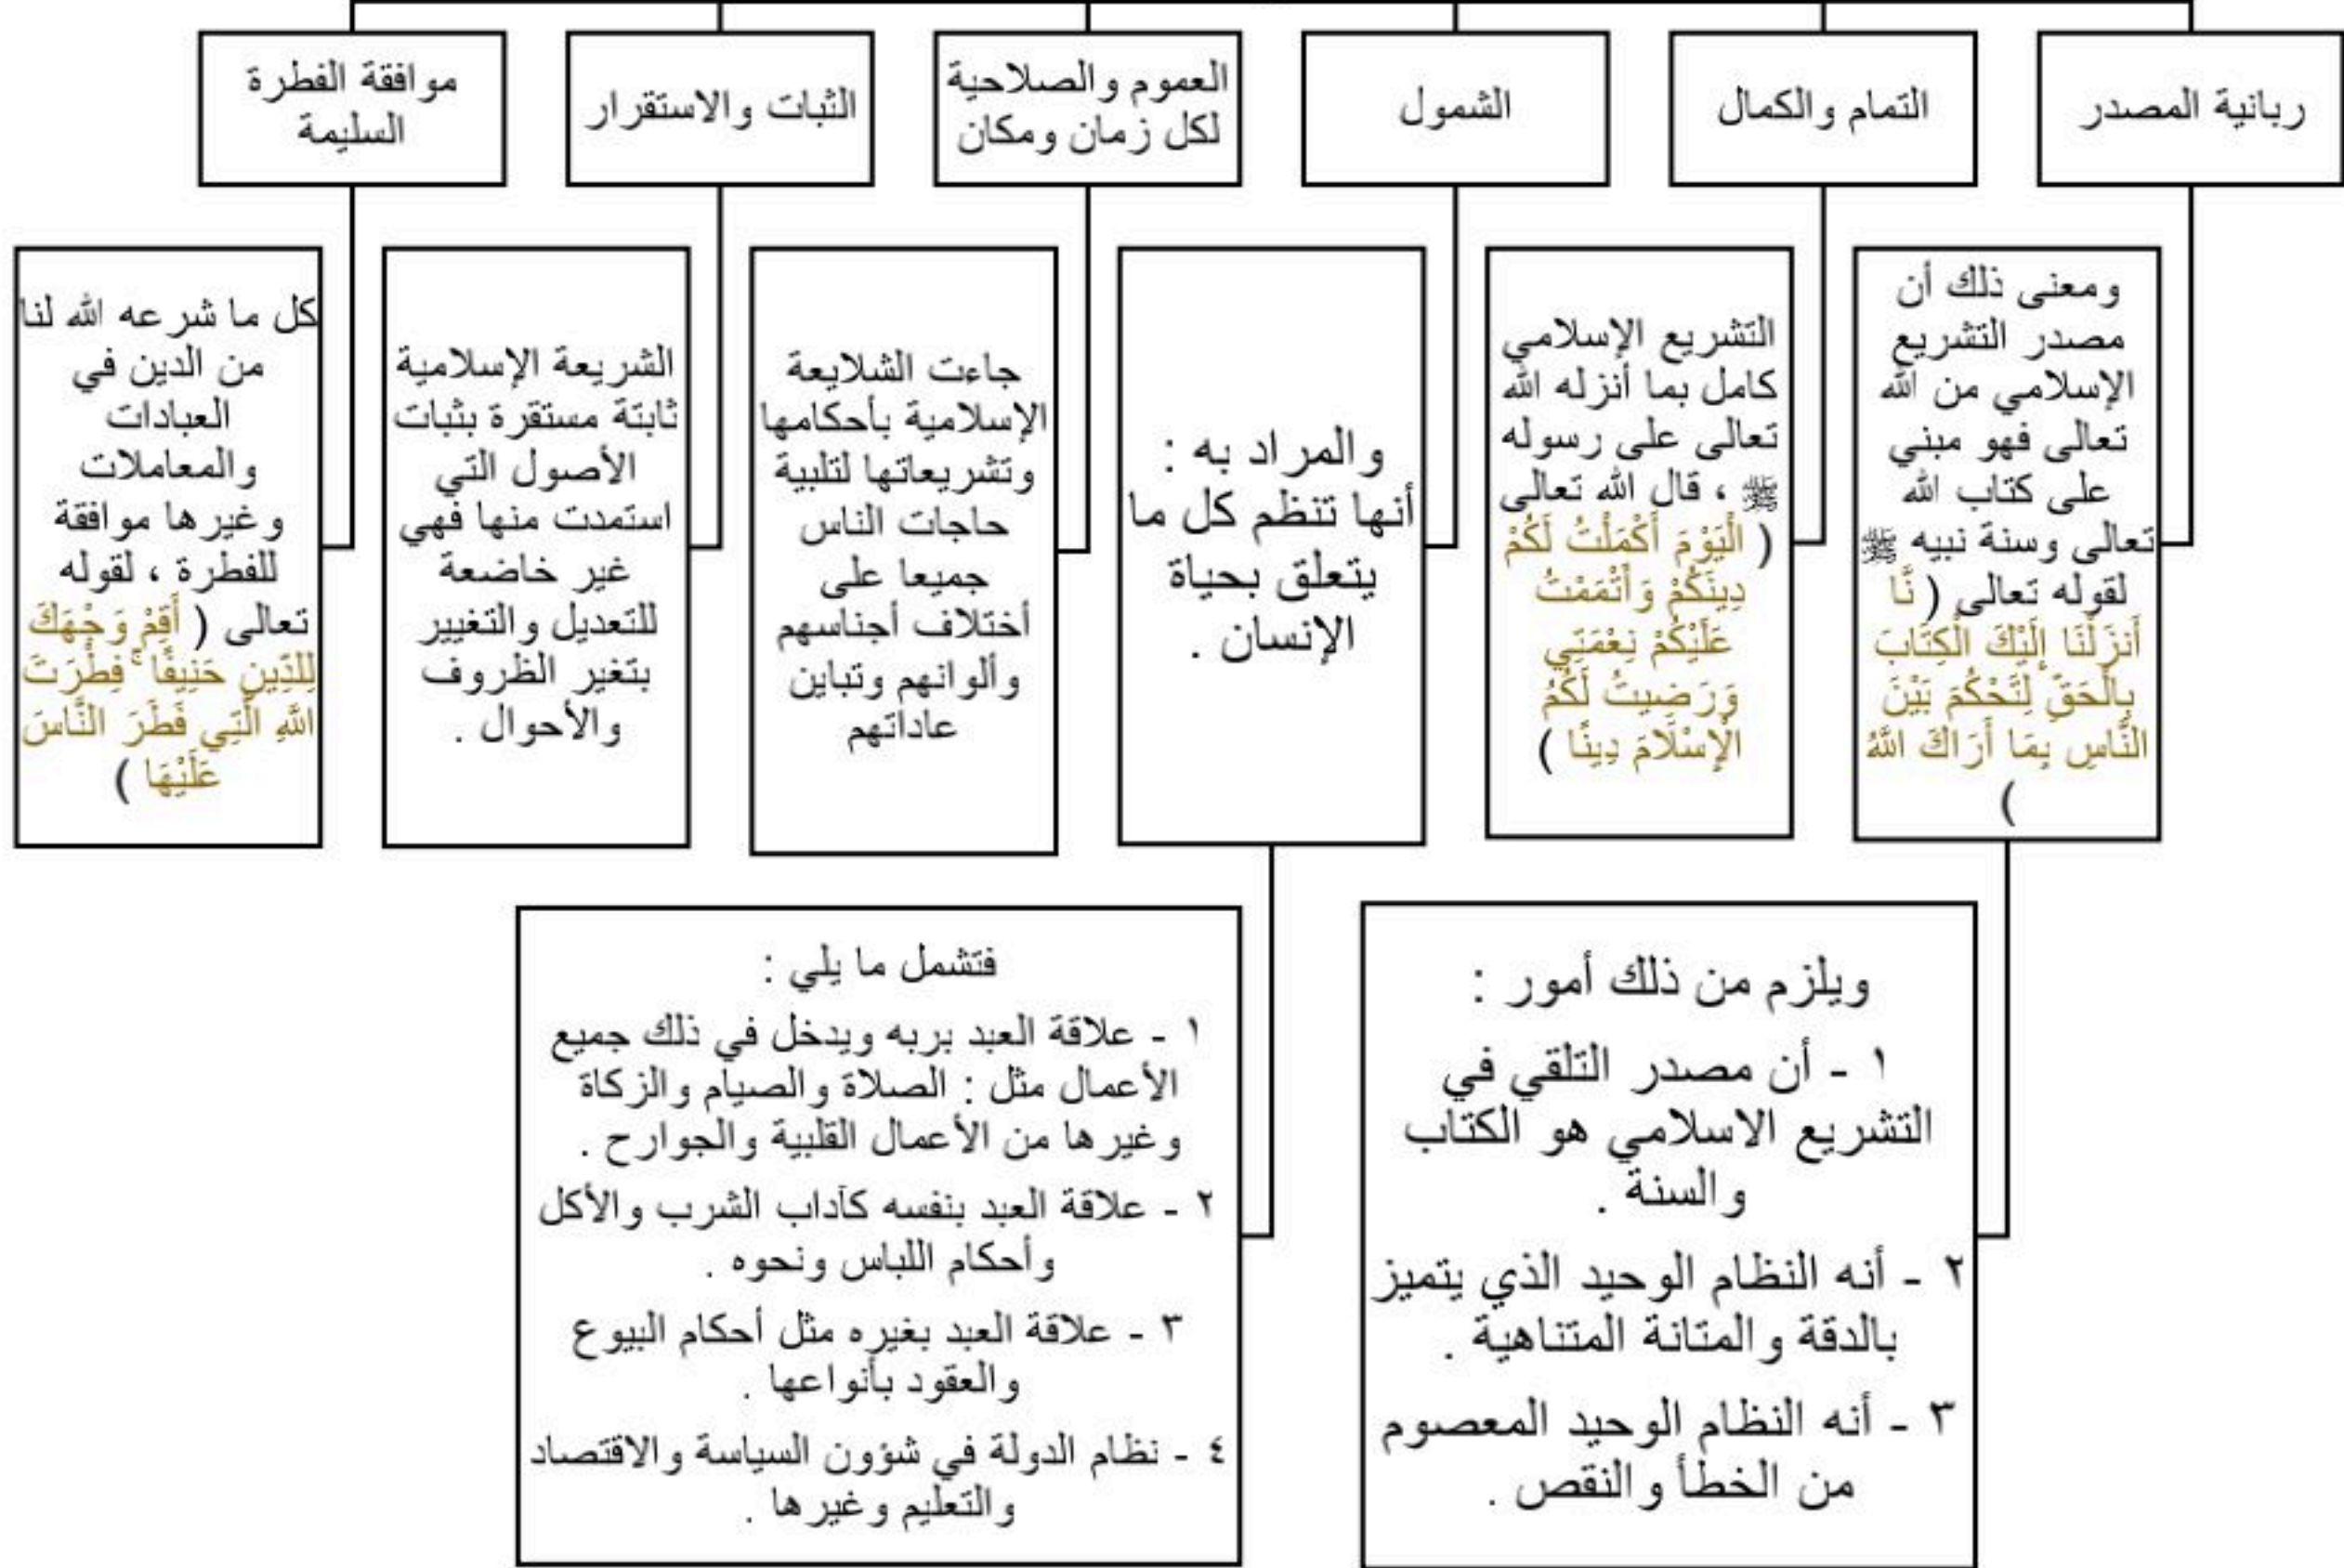 ربانية المصدر
التمام والكمال
الشمول
العموم والصلاحية
لكل زمان ومكان
الثبات والاستقرار
موافقة الفطرة
السليمة
ومعنى ذلك أن
مصدر التشريع
الإسلامي من الله
تعالى فهو مبني
على كتاب الله
تعالى وسنة نبيه ﷺ
لقوله تعالى ( نَّا
أَنزَلْنَا إِلَيْكَ الْكِتَابَ
بِالْحَقِّ لِتَحْكُمَ بَيْنَ
النَّاسِ بِمَا أَرَاكَ اللَّهُ
)
التشريع الإسلامي
كامل بما أنزله الله
تعالى على رسوله
ﷺ ، قال الله تعالى
( الْيَوْمَ أَكْمَلْتُ لَكُمْ
دِينَكُمْ وَأَتْمَمْتُ
عَلَيْكُمْ نِعْمَتِي
وَرَضِيتُ لَكُمُ
الْإِسْلَامَ دِينًا )
والمراد به :
أنها تنظم كل ما
يتعلق بحياة
الإنسان .
جاءت الشلايعة
الإسلامية بأحكامها
وتشريعاتها لتلبية
حاجات الناس
جميعا على
أختلاف أجناسهم
وألوانهم وتباين
عاداتهم
الشريعة الإسلامية
ثابتة مستقرة بثبات
الأصول التي
استمدت منها فهي
غير خاضعة
للتعديل والتغيير
بتغير الظروف
والأحوال .
كل ما شرعه الله لنا
من الدين في
العبادات
والمعاملات
وغيرها موافقة
للفطرة ، لقوله
تعالى ( أَقِمْ وَجْهَكَ
لِلدِّينِ حَنِيفًا ۚ فِطْرَتَ
اللَّهِ الَّتِي فَطَرَ النَّاسَ
عَلَيْهَا )
ويلزم من ذلك أمور :
١ - أن مصدر التلقي في
التشريع الاسلامي هو الكتاب
والسنة .
٢ - أنه النظام الوحيد الذي يتميز
بالدقة والمتانة المتناهية .
٣ - أنه النظام الوحيد المعصوم
من الخطأ والنقص .
فتشمل ما يلي :
١ - علاقة العبد بربه ويدخل في ذلك جميع
الأعمال مثل : الصلاة والصيام والزكاة
وغيرها من الأعمال القلبية والجوارح .
٢ - علاقة العبد بنفسه كآداب الشرب والأكل
وأحكام اللباس ونحوه .
٣ - علاقة العبد بغيره مثل أحكام البيوع
والعقود بأنواعها .
٤ - نظام الدولة في شؤون السياسة والاقتصاد
والتعليم وغيرها .